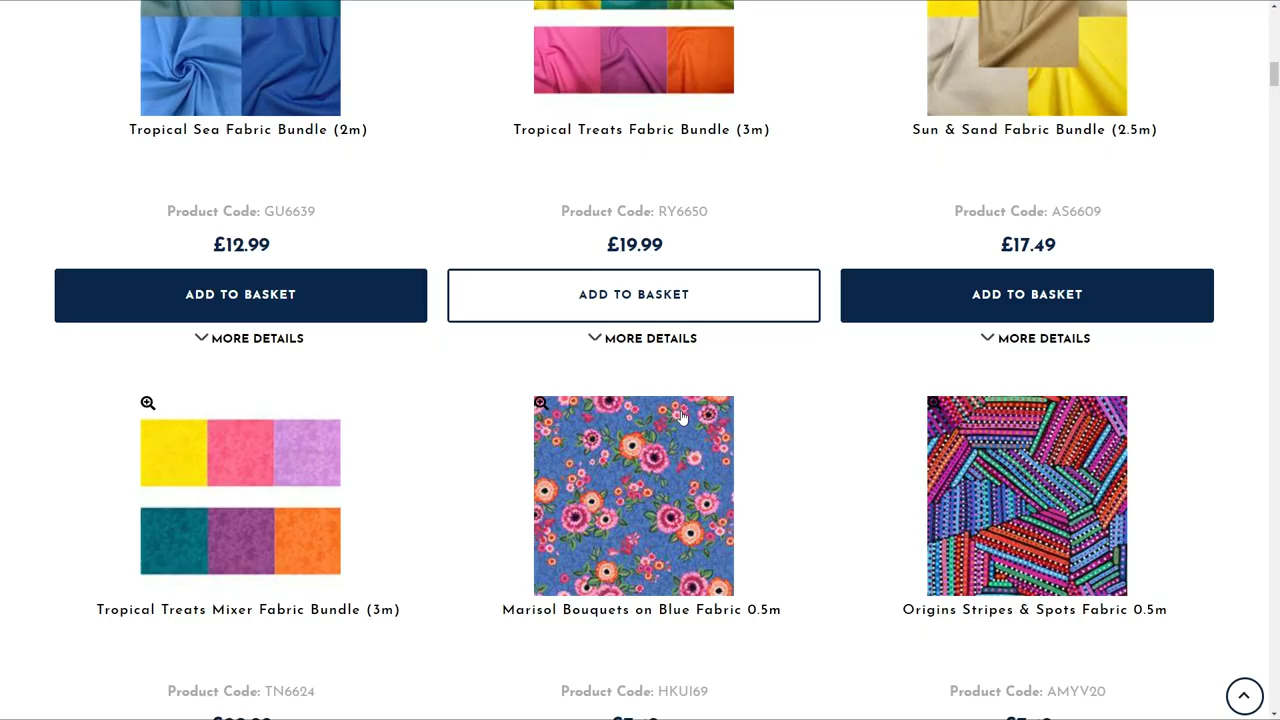 Tropical Sea Fabric Bundle (2m)
Tropical Treats Fabric Bundle (3m)
Sun & Sand Fabric Bundle (2.5m)
Product Code: GU6639
Product Code: RY6650
Product Code: AS6609
£12.99
£19.99
£17.49
ADD TO BASKET
ADD TO BASKET
ADD TO BASKET
MORE DETAILS
MORE DETAILS
MORE DETAILS
Tropical Treats Mixer Fabric Bundle (3m)
Marisol Bouquets on Blue Fabric 0.5m
Origins Stripes & Spots Fabric 0.5m
Product Code: TN6624
Product Code: HKUI69
Product Code: AMYV20